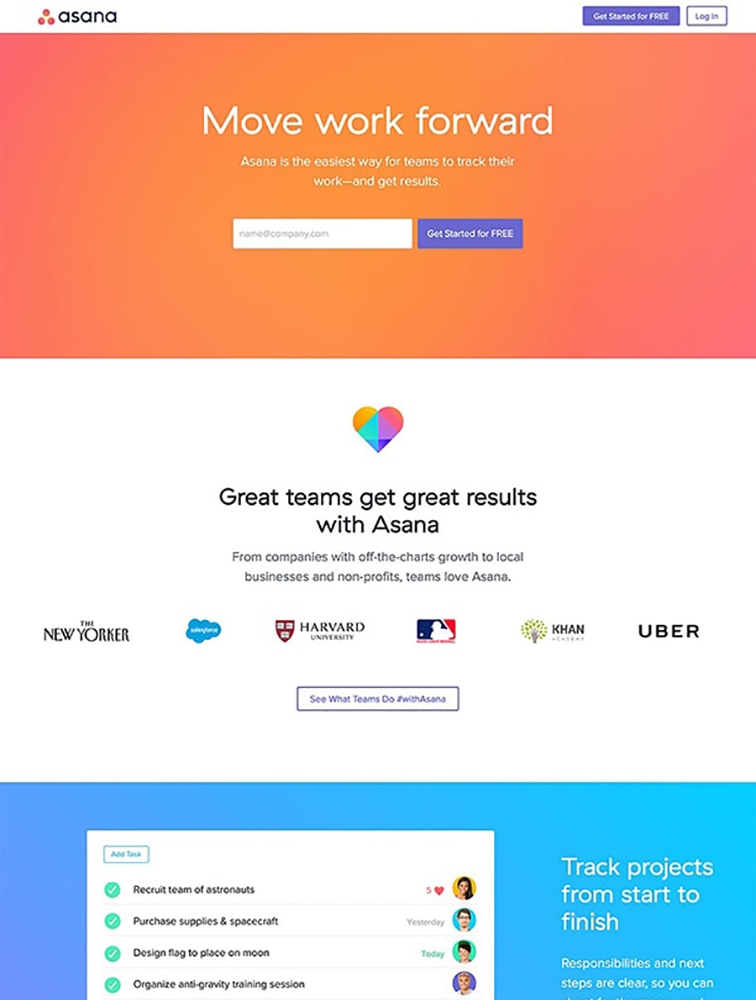 asana
Get Started for FREE
Log In
Move work forward
Asana is the easiest way for teams to track their
work—and get results.
name@company.com
Get Started for FREE
Great teams get great results
with Asana
From companies with off-the-charts growth to local
businesses and non-profits, teams love Asana.
THE
NEW YORKER
salesforce
HARVARD
UNIVERSITY
KHAN
ACADEMY
UBER
See What Teams Do #withAsana
Add Task
Recruit team of astronauts
5
Purchase supplies & spacecraft
Yesterday
Design flag to place on moon
Today
Organize anti-gravity training session
Track projects
from start to
finish
Responsibilities and next
steps are clear, so you can